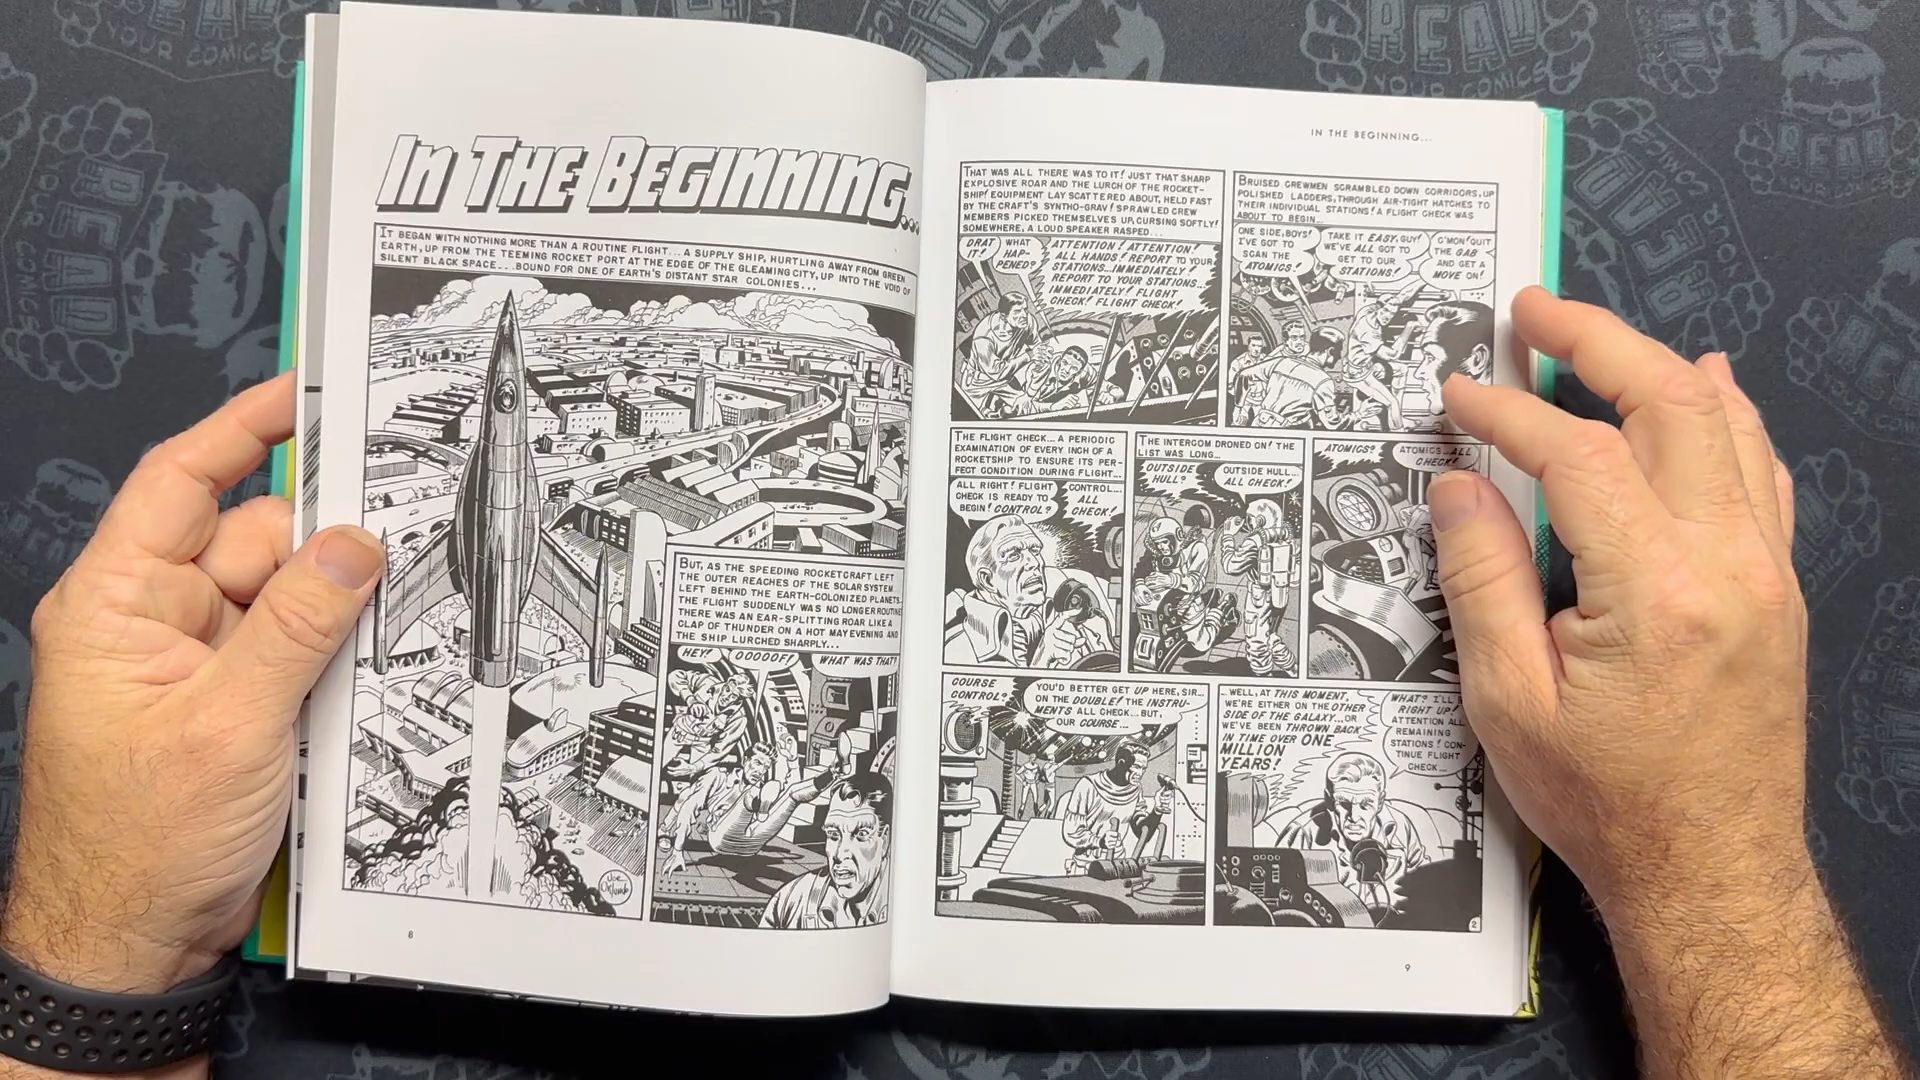 IN THE BEGINNING...
IT BEGAN WITH NOTHING MORE THAN A ROUTINE FLIGHT... A SUPPLY SHIP, HURTLING AWAY FROM GREEN
EARTH, UP FROM THE TEEMING ROCKET PORT AT THE EDGE OF THE GLEAMING CITY, UP INTO THE VOID OF
SILENT BLACK SPACE... BOUND FOR ONE OF EARTH'S DISTANT STAR COLONIES...
BUT, AS THE SPEEDING ROCKETCRAFT LEFT
THE OUTER REACHES OF THE SOLAR SYSTEM
LEFT BEHIND THE EARTH-COLONIZED PLANETS
THE FLIGHT SUDDENLY WAS NO LONGER ROUTINE
THERE WAS AN EAR-SPLITTING ROAR LIKE A
CLAP OF THUNDER ON A HOT MAY EVENING AND
THE SHIP LURCHED SHARPLY...
HEY!
OOOOOF!
WHAT WAS THAT?
Joe
Orlando
8
IN THE BEGINNING...
THAT WAS ALL THERE WAS TO IT! JUST THAT SHARP
EXPLOSIVE ROAR AND THE LURCH OF THE ROCKET-
SHIP! EQUIPMENT LAY SCATTERED ABOUT, HELD FAST
BY THE CRAFT'S SYNTHO-GRAV! SPRAWLED CREW
MEMBERS PICKED THEMSELVES UP, CURSING SOFTLY!
SOMEWHERE, A LOUD SPEAKER RASPED...
DRAT
IT!
WHAT
HAP-
PENED?
ATTENTION! ATTENTION!
ALL HANDS! REPORT TO YOUR
STATIONS...IMMEDIATELY!
REPORT TO YOUR STATIONS...
IMMEDIATELY! FLIGHT
CHECK! FLIGHT CHECK!
BRUISED CREWMEN SCRAMBLED DOWN CORRIDORS, UP
POLISHED LADDERS, THROUGH AIR-TIGHT HATCHES TO
THEIR INDIVIDUAL STATIONS! A FLIGHT CHECK WAS
ABOUT TO BEGIN...
ONE SIDE, BOYS!
I'VE GOT TO
SCAN THE
ATOMICS!
TAKE IT EASY, GUY!
WE'VE ALL GOT TO
GET TO OUR
STATIONS!
C'MON! QUIT
THE GAB
AND GET A
MOVE ON!
THE FLIGHT CHECK... A PERIODIC
EXAMINATION OF EVERY INCH OF A
ROCKETSHIP TO ENSURE ITS PER-
FECT CONDITION DURING FLIGHT...
ALL RIGHT! FLIGHT
CHECK IS READY TO
BEGIN! CONTROL?
CONTROL...
ALL
CHECK!
THE INTERCOM DRONED ON! THE
LIST WAS LONG...
OUTSIDE
HULL?
OUTSIDE HULL...
ALL CHECK!
ATOMICS?
ATOMICS...ALL
CHECK!
COURSE
CONTROL?
YOU'D BETTER GET UP HERE, SIR...
ON THE DOUBLE! THE INSTRU-
MENTS ALL CHECK...BUT,
OUR COURSE...
...WELL, AT THIS MOMENT,
WE'RE EITHER ON THE OTHER
SIDE OF THE GALAXY...OR
WE'VE BEEN THROWN BACK
IN TIME OVER ONE
MILLION
YEARS!
WHAT? I'LL
RIGHT UP!
ATTENTION ALL
REMAINING
STATIONS! CON-
TINUE FLIGHT
CHECK...
2
9
READ
YOUR COMICS
READ
YOUR COMICS
READ
YOUR COMICS